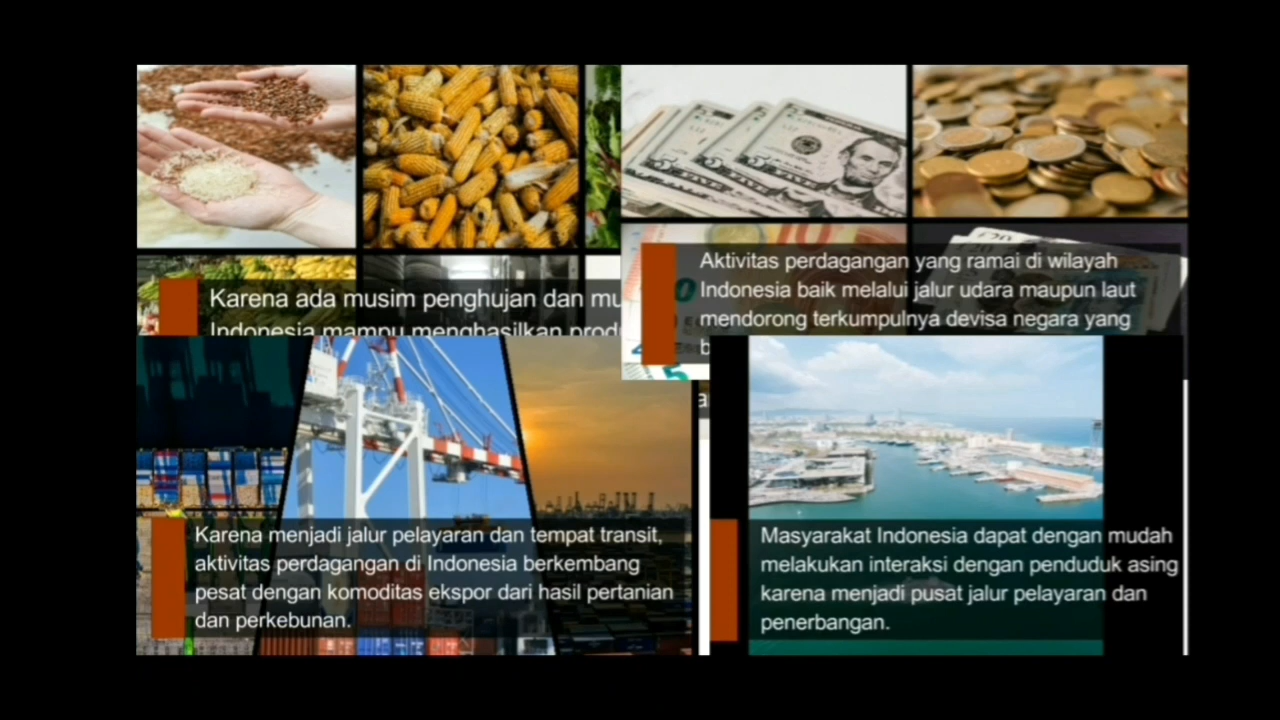 Karena ada musim penghujan dan mu
Indonesia mampu menghasilkan produ
Aktivitas perdagangan yang ramai di wilayah
Indonesia baik melalui jalur udara maupun laut
mendorong terkumpulnya devisa negara yang
b
a
Karena menjadi jalur pelayaran dan tempat transit,
aktivitas perdagangan di Indonesia berkembang
pesat dengan komoditas ekspor dari hasil pertanian
dan perkebunan.
Masyarakat Indonesia dapat dengan mudah
melakukan interaksi dengan penduduk asing
karena menjadi pusat jalur pelayaran dan
penerbangan.